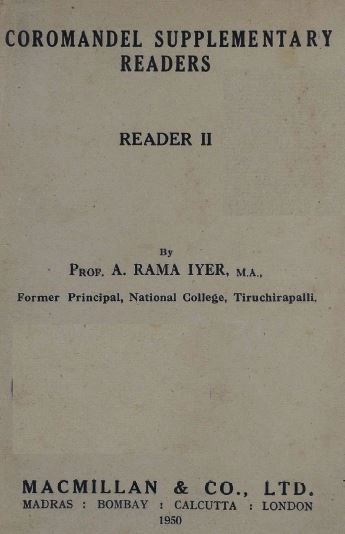 COROMANDEL SUPPLEMENTARY
READERS
READER II
By
PROF. A. RAMA IYER, M.A.,
Former Principal, National College, Tiruchirapalli.
MACMILLAN & CO., LTD.
MADRAS : BOMBAY : CALCUTTA : LONDON
1950